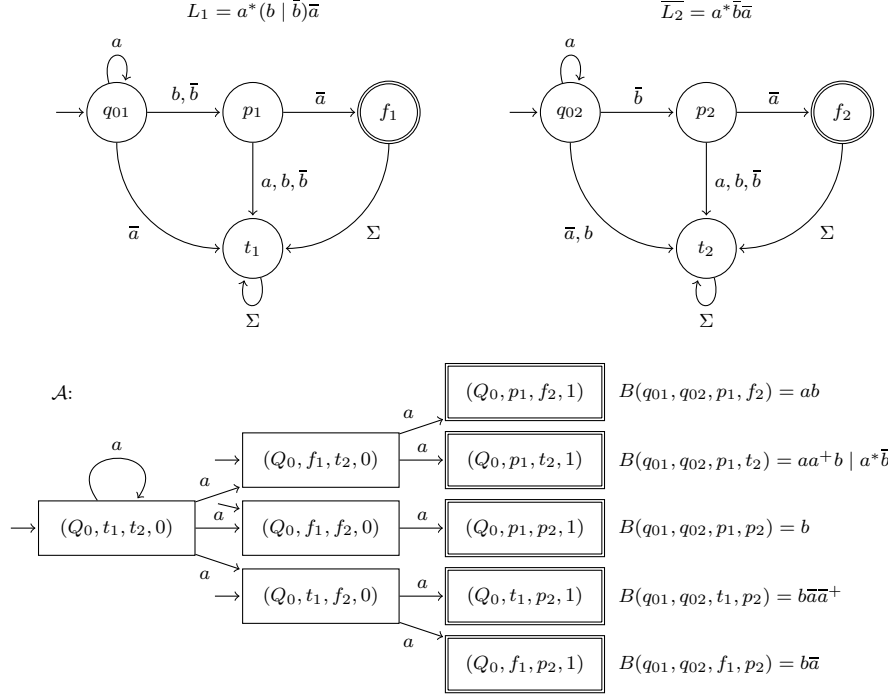 L₁ = a*(b | b̅)a̅
L̅₂̅ = a*b̅a̅
a
q₀₁
b, b̅
p₁
a̅
f₁
a̅
a, b, b̅
Σ
t₁
Σ
a
q₀₂
b̅
p₂
a̅
f₂
a̅, b
a, b, b̅
Σ
t₂
Σ
𝒜:
(Q₀, p₁, f₂, 1) B(q₀₁, q₀₂, p₁, f₂) = ab
a
a
(Q₀, f₁, t₂, 0) a (Q₀, p₁, t₂, 1) B(q₀₁, q₀₂, p₁, t₂) = aa⁺b | a*b̅
a
(Q₀, t₁, t₂, 0) a (Q₀, f₁, f₂, 0) a (Q₀, p₁, p₂, 1) B(q₀₁, q₀₂, p₁, p₂) = b
a
(Q₀, t₁, f₂, 0) a (Q₀, t₁, p₂, 1) B(q₀₁, q₀₂, t₁, p₂) = ba̅a̅⁺
a
(Q₀, f₁, p₂, 1) B(q₀₁, q₀₂, f₁, p₂) = ba̅